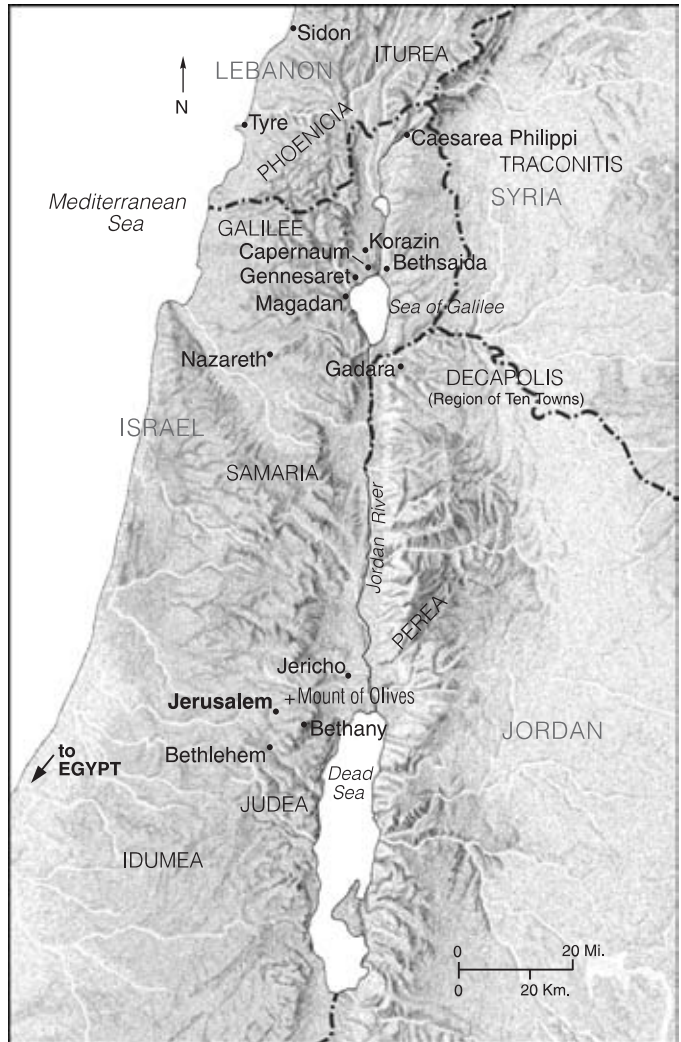 Sidon
ITUREA
LEBANON
N
Tyre
PHOENICIA
Caesarea Philippi
TRACONITIS
SYRIA
Mediterranean
Sea
GALILEE
Korazin
Capernaum
Bethsaida
Gennesaret
Magadan
Sea of Galilee
Nazareth
Gadara
DECAPOLIS
(Region of Ten Towns)
ISRAEL
SAMARIA
Jordan River
PEREA
Jericho
Jerusalem
+Mount of Olives
Bethany
JORDAN
Bethlehem
to
EGYPT
Dead
Sea
JUDEA
IDUMEA
0 20 Mi.
0 20 Km.